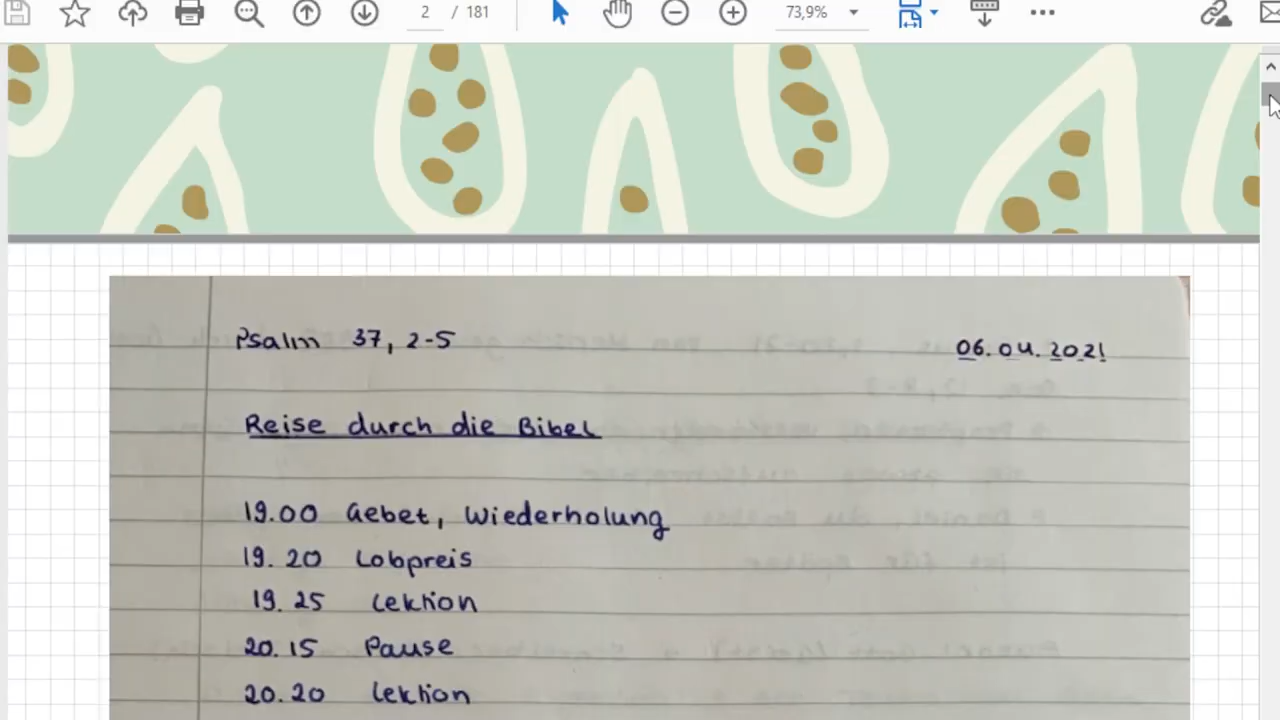 2 / 181
73,9%
Psalm 37, 2-5
06.04.2021
Reise durch die Bibel
19.00 Gebet, Wiederholung
19.20 Lobpreis
19.25 Lektion
20.15 Pause
20.20 Lektion